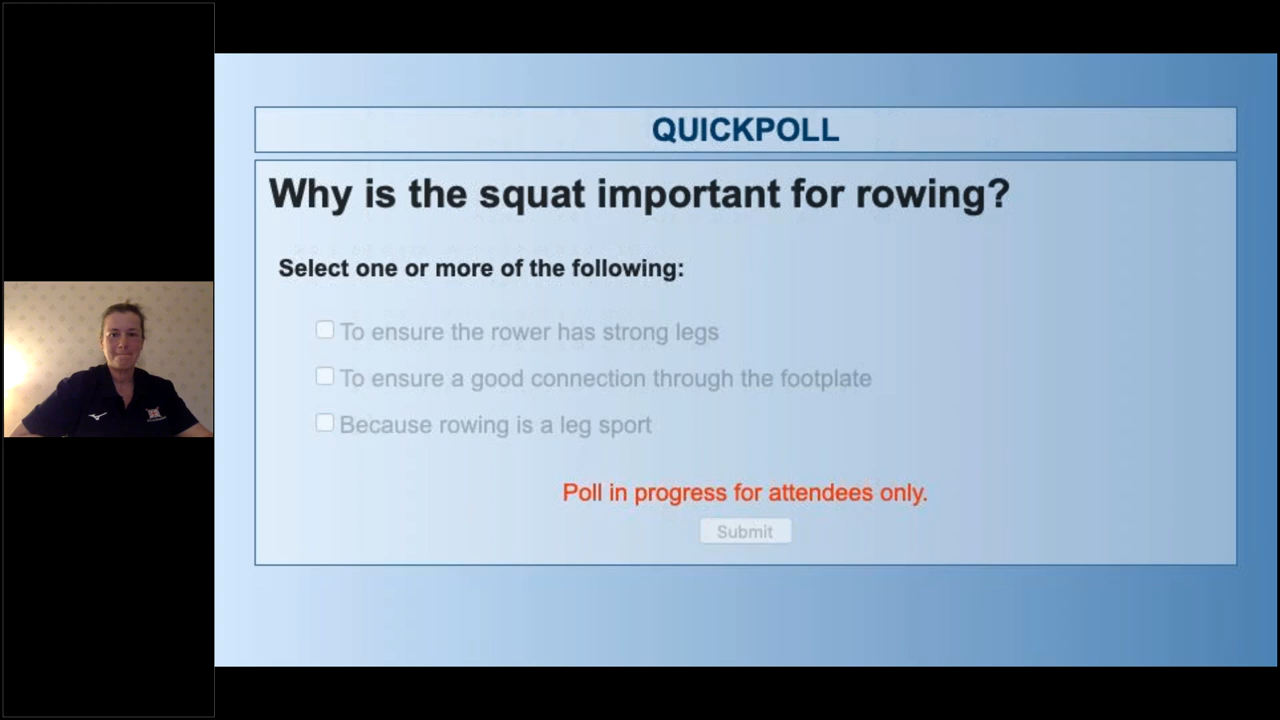 QUICKPOLL
Why is the squat important for rowing?
Select one or more of the following:
To ensure the rower has strong legs
To ensure a good connection through the footplate
Because rowing is a leg sport
Poll in progress for attendees only.
Submit